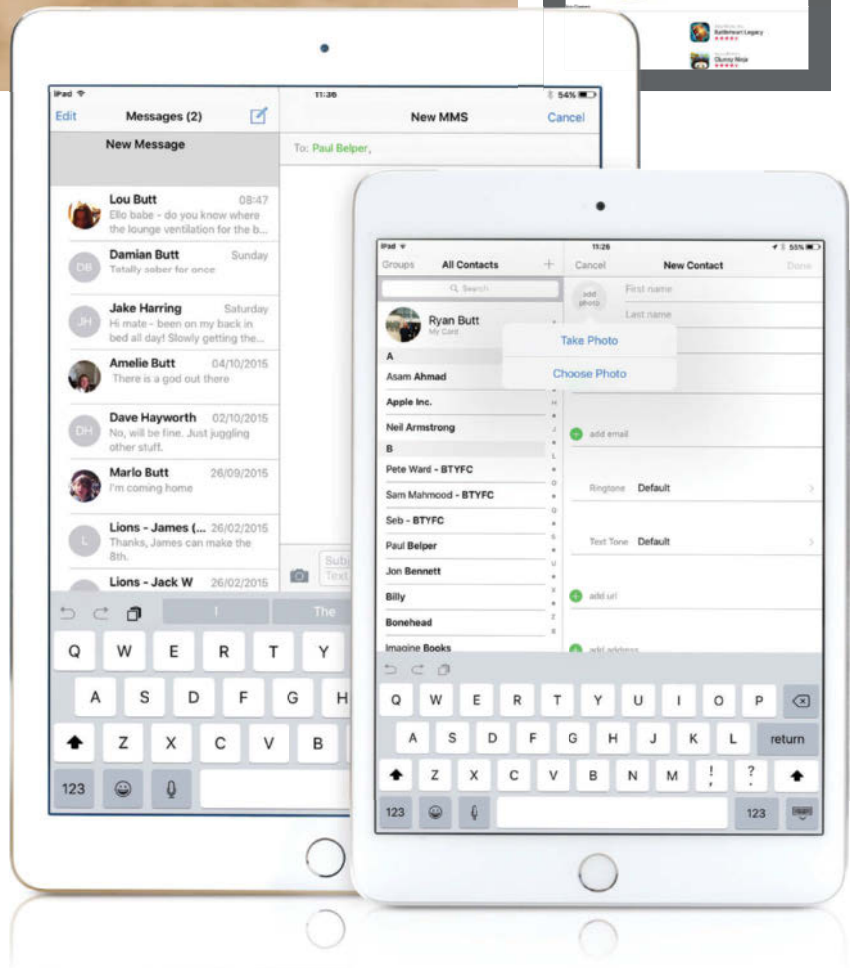 Battleheart Legacy
Clumsy Ninja
iPad
11:36
54%
Edit
Messages (2)
New MMS
Cancel
New Message
To: Paul Belper,
Lou Butt
08:47
Ello babe - do you know where
the lounge ventilation for the b...
DB
Damian Butt
Sunday
Totally sober for once
JH
Jake Harring
Saturday
Hi mate - been on my back in
bed all day! Slowly getting the...
Amelie Butt
04/10/2015
There is a god out there
DH
Dave Hayworth
02/10/2015
No, will be fine. Just juggling
other stuff.
Marlo Butt
26/09/2015
I'm coming home
L
Lions - James (...
26/02/2015
Thanks, James can make the
8th.
Lions - Jack W
26/02/2015
Subj
Text
I
The
Q W E R T Y
A S D F G H
Z X C V B
123
iPad
11:26
55%
Groups
All Contacts
+
Cancel
New Contact
Done
Search
add
photo
First name
Last name
Ryan Butt
My Card
Take Photo
Choose Photo
A
Asam Ahmad
Apple Inc.
Neil Armstrong
B
Pete Ward - BTYFC
Sam Mahmood - BTYFC
Seb - BTYFC
Paul Belper
Jon Bennett
Billy
Bonehead
Imagine Books
H
J
L
O
Q
S
U
X
Z
add email
Ringtone Default
Text Tone Default
add url
add address
Q W E R T Y U I O P
A S D F G H J K L return
Z X C V B N M ! , ? .
123 123